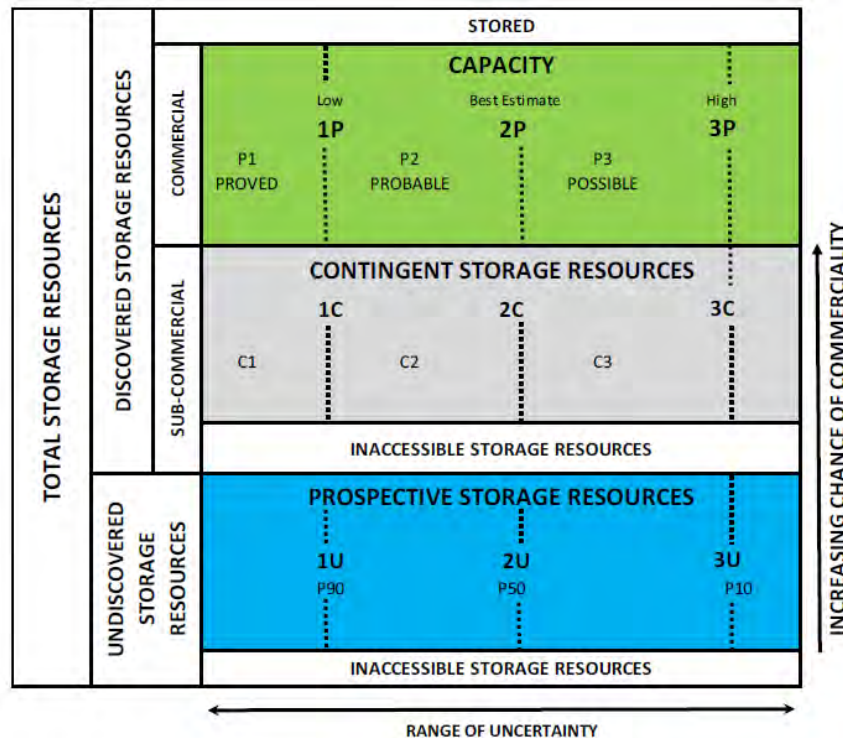 TOTAL STORAGE RESOURCES
DISCOVERED STORAGE RESOURCES
COMMERCIAL
STORED
CAPACITY
Low
Best Estimate
High
1P
2P
3P
P1
P2
P3
PROVED
PROBABLE
POSSIBLE
SUB-COMMERCIAL
CONTINGENT STORAGE RESOURCES
1C
2C
3C
C1
C2
C3
INACCESSIBLE STORAGE RESOURCES
UNDISCOVERED
STORAGE
RESOURCES
PROSPECTIVE STORAGE RESOURCES
1U
2U
3U
P90
P50
P10
INACCESSIBLE STORAGE RESOURCES
INCREASING CHANCE OF COMMERCIALITY
RANGE OF UNCERTAINTY